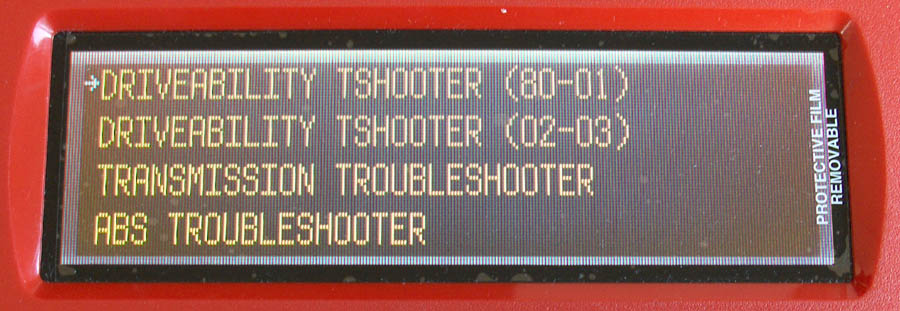 →DRIVEABILITY TSHOOTER (80-01)
DRIVEABILITY TSHOOTER (02-03)
TRANSMISSION TROUBLESHOOTER
ABS TROUBLESHOOTER
PROTECTIVE FILM
REMOVABLE